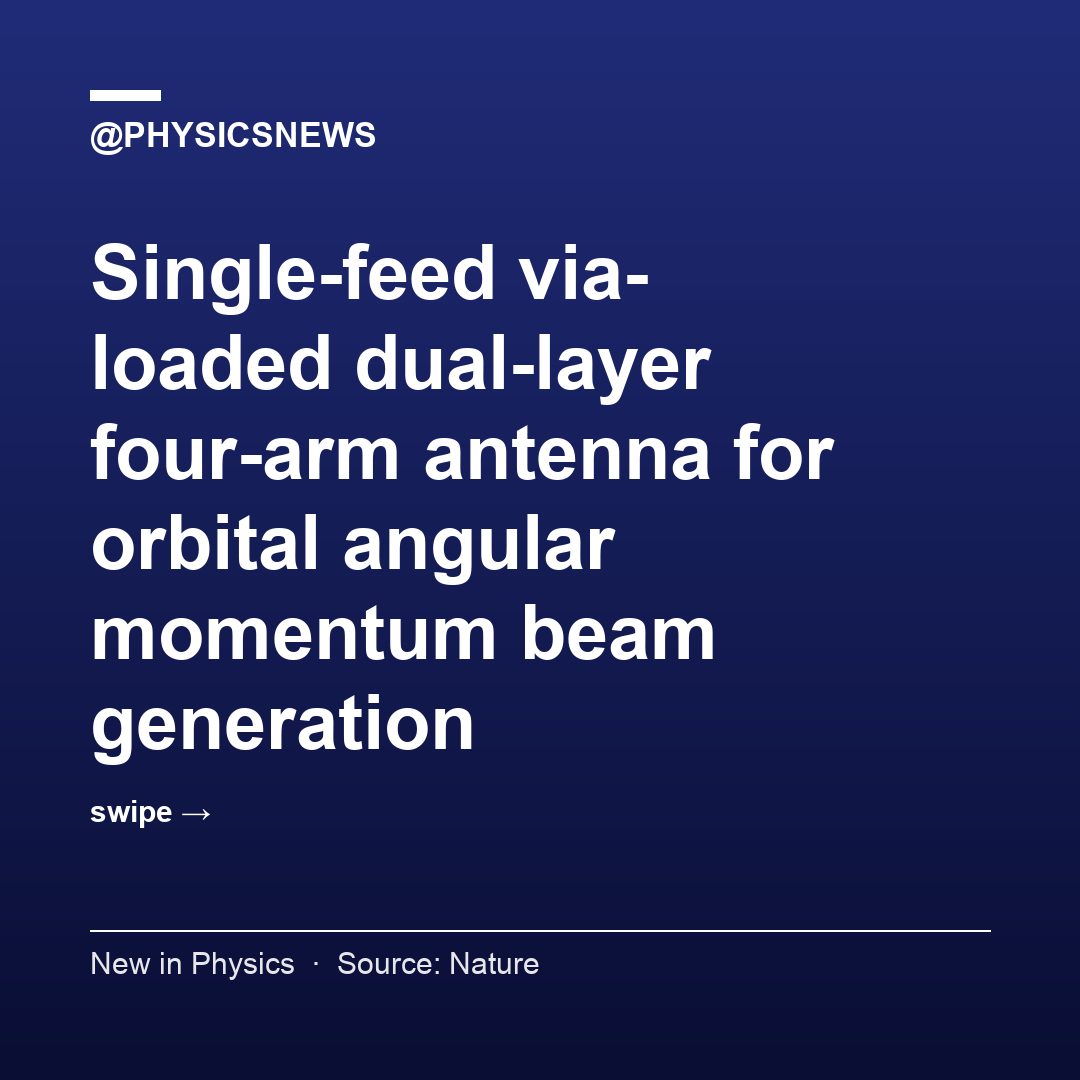 @PHYSICSNEWS
Single-feed via-
loaded dual-layer
four-arm antenna for
orbital angular
momentum beam
generation
swipe →
New in Physics · Source: Nature